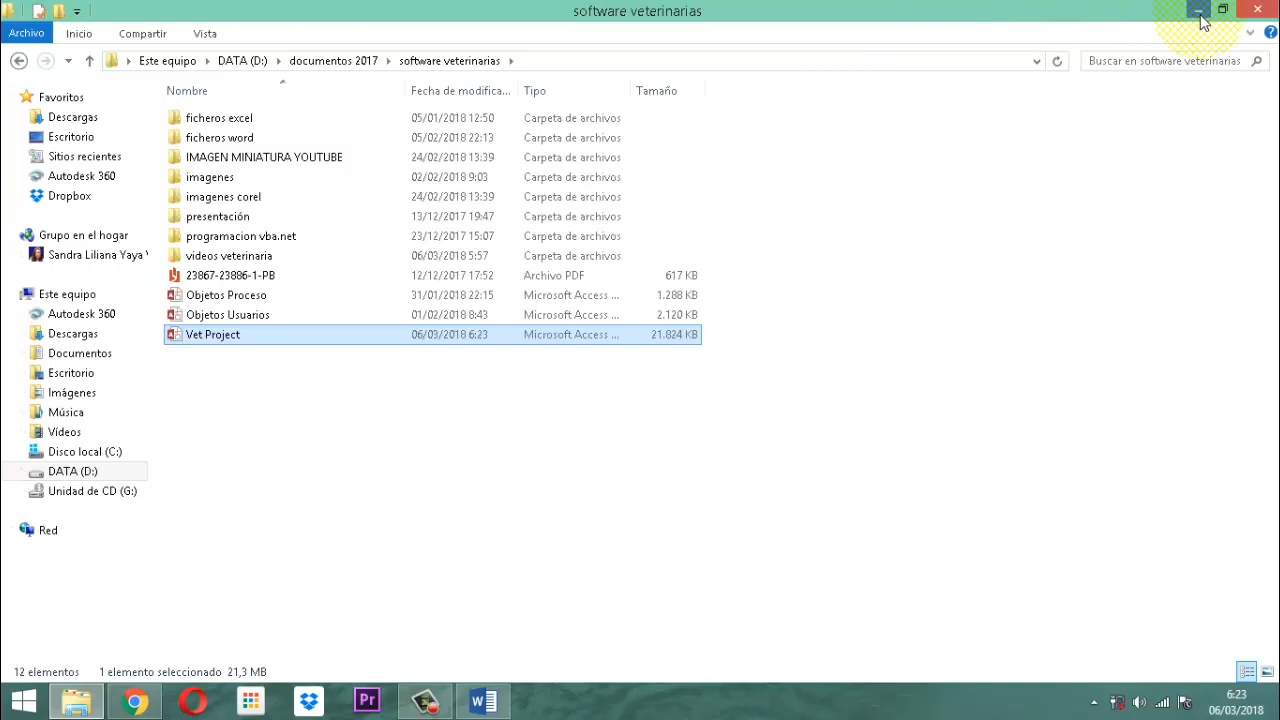 software veterinarias
Archivo Inicio Compartir Vista
Este equipo DATA (D:) documentos 2017 software veterinarias Buscar en software veterinarias
Nombre Fecha de modifica... Tipo Tamaño
Favoritos
Descargas
Escritorio
Sitios recientes
Autodesk 360
Dropbox
Grupo en el hogar
Sandra Liliana Yaya
Este equipo
Autodesk 360
Descargas
Documentos
Escritorio
Imágenes
Música
Vídeos
Disco local (C:)
DATA (D:)
Unidad de CD (G:)
Red
ficheros excel 05/01/2018 12:50 Carpeta de archivos
ficheros word 05/02/2018 22:13 Carpeta de archivos
IMAGEN MINIATURA YOUTUBE 24/02/2018 13:39 Carpeta de archivos
imagenes 02/02/2018 9:03 Carpeta de archivos
imagenes corel 24/02/2018 13:39 Carpeta de archivos
presentación 13/12/2017 19:47 Carpeta de archivos
programacion vba.net 23/12/2017 15:07 Carpeta de archivos
videos veterinaria 06/03/2018 5:57 Carpeta de archivos
23867-23886-1-PB 12/12/2017 17:52 Archivo PDF 617 KB
Objetos Proceso 31/01/2018 22:15 Microsoft Access ... 1.288 KB
Objetos Usuarios 01/02/2018 8:43 Microsoft Access ... 2.120 KB
Vet Project 06/03/2018 6:23 Microsoft Access ... 21.824 KB
12 elementos 1 elemento seleccionado 21,3 MB
Pr
6:23
06/03/2018